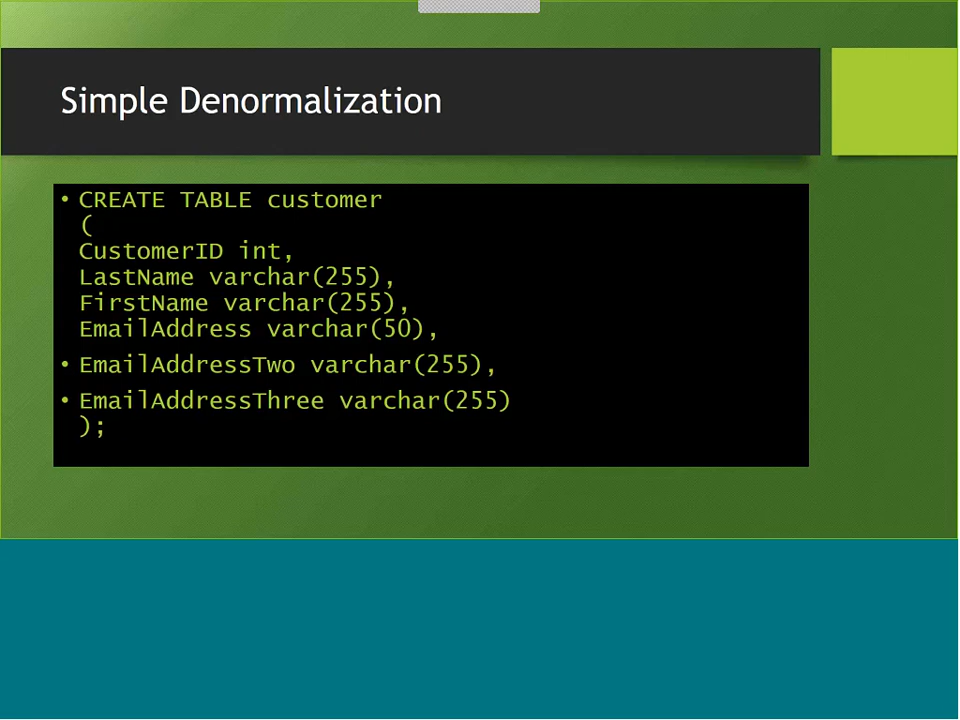 Simple Denormalization
• CREATE TABLE customer
(
CustomerID int,
LastName varchar(255),
FirstName varchar(255),
EmailAddress varchar(50),
• EmailAddressTwo varchar(255),
• EmailAddressThree varchar(255)
);